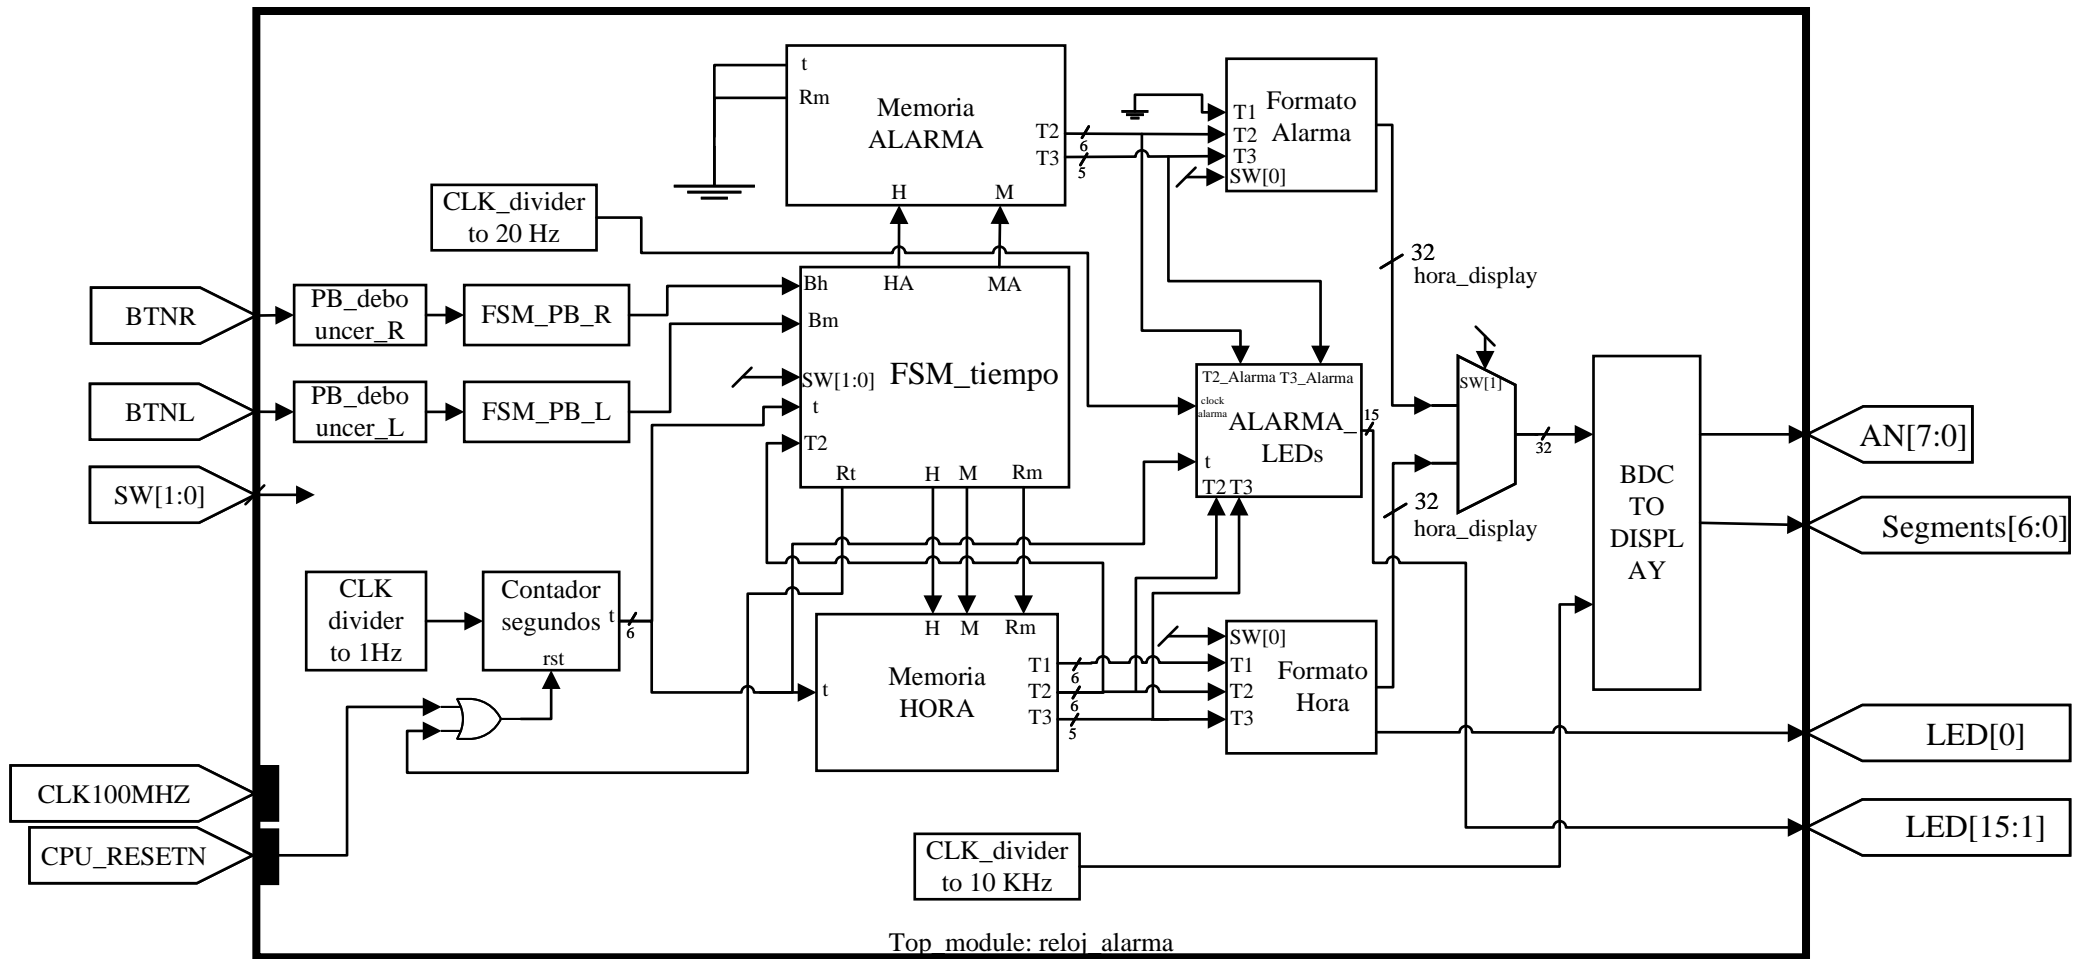 t
Rm
Memoria
ALARMA
T2
6
T3
5
H
M
Formato
Alarma
T1
T2
T3
SW[0]
CLK_divider
to 20 Hz
32
hora_display
BTNR
PB_debo
uncer_R
FSM_PB_R
Bh
HA
MA
Bm
FSM_tiempo
SW[1:0]
t
T2
Rt
H
M
Rm
BTNL
PB_debo
uncer_L
FSM_PB_L
SW[1:0]
T2_Alarma
T3_Alarma
clock
alarma
ALARMA_
LEDs
t
T2
T3
15
SW[1]
32
32
hora_display
BDC
TO
DISPL
AY
AN[7:0]
Segments[6:0]
CLK
divider
to 1Hz
Contador
segundos
t
rst
6
H
M
Rm
t
Memoria
HORA
T1
6
T2
6
T3
5
SW[0]
T1
T2
T3
Formato
Hora
LED[0]
LED[15:1]
CLK100MHZ
CPU_RESETN
CLK_divider
to 10 KHz
Top_module: reloj_alarma